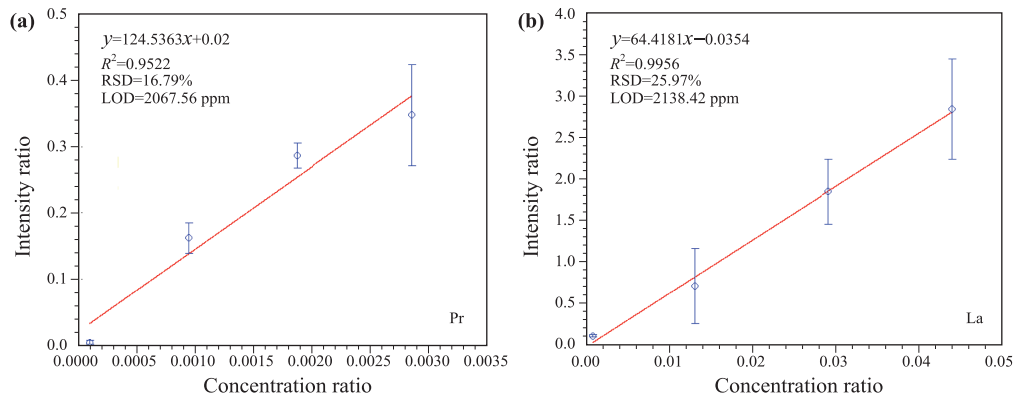 (a)
0.5
0.4
0.3
0.2
0.1
0.0
Intensity ratio
y=124.5363x+0.02
R²=0.9522
RSD=16.79%
LOD=2067.56 ppm
Pr
0.0000 0.0005 0.0010 0.0015 0.0020 0.0025 0.0030 0.0035
Concentration ratio
(b)
4.0
3.5
3.0
2.5
2.0
1.5
1.0
0.5
0.0
Intensity ratio
y=64.4181x−0.0354
R²=0.9956
RSD=25.97%
LOD=2138.42 ppm
La
0.00 0.01 0.02 0.03 0.04 0.05
Concentration ratio